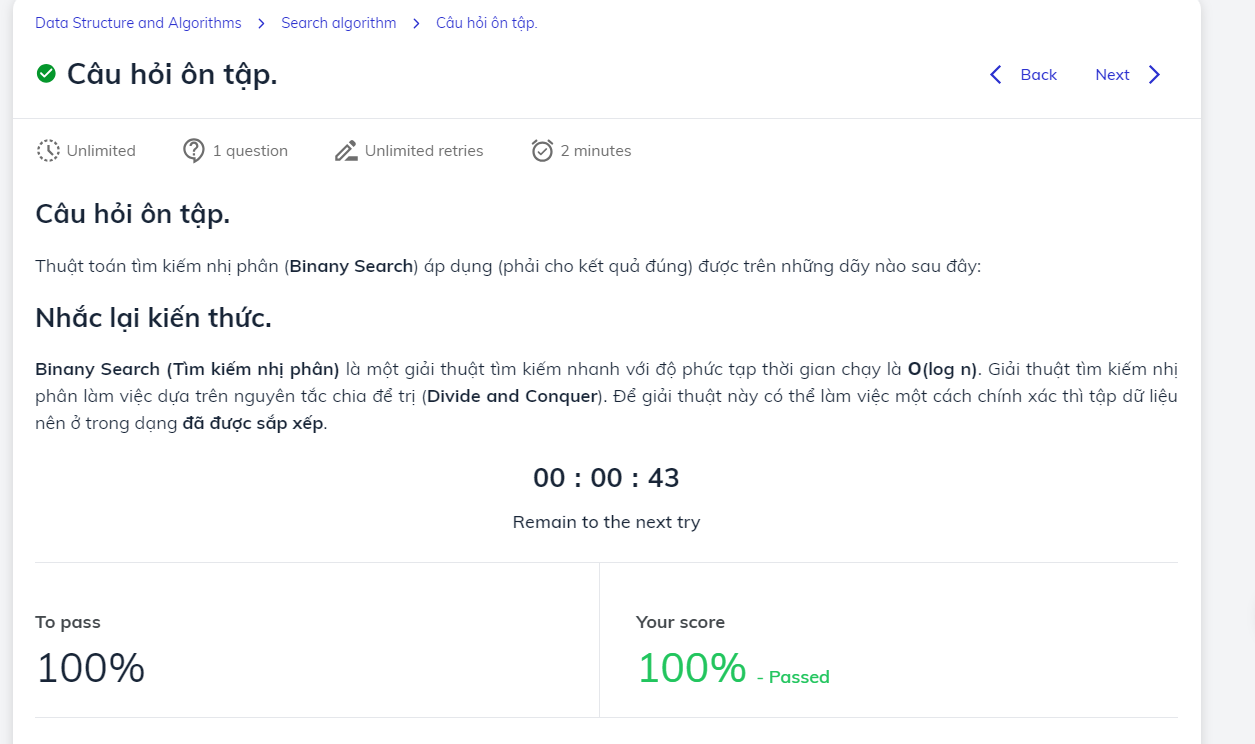 Data Structure and Algorithms > Search algorithm > Câu hỏi ôn tập.
Câu hỏi ôn tập.
Back Next
Unlimited 1 question Unlimited retries 2 minutes
Câu hỏi ôn tập.
Thuật toán tìm kiếm nhị phân (Binany Search) áp dụng (phải cho kết quả đúng) được trên những dãy nào sau đây:
Nhắc lại kiến thức.
Binany Search (Tìm kiếm nhị phân) là một giải thuật tìm kiếm nhanh với độ phức tạp thời gian chạy là O(log n). Giải thuật tìm kiếm nhị
phân làm việc dựa trên nguyên tắc chia để trị (Divide and Conquer). Để giải thuật này có thể làm việc một cách chính xác thì tập dữ liệu
nên ở trong dạng đã được sắp xếp.
00 : 00 : 43
Remain to the next try
To pass
100%
Your score
100% - Passed